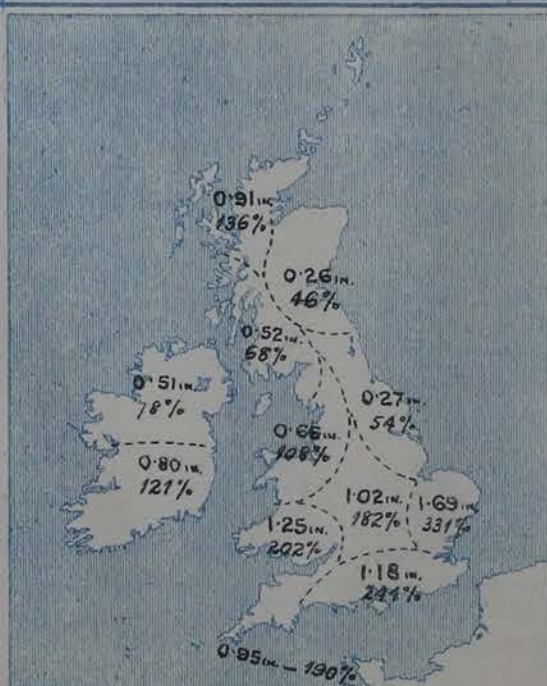 0·91 IN.
136%
0·26 IN.
46%
0·52 IN.
68%
0·51 IN.
78%
0·27 IN.
54%
0·66 IN.
108%
0·80 IN.
121%
1·02 IN.
182%
1·69 IN.
331%
1·25 IN.
202%
1·18 IN.
244%
0·95 IN. — 190%